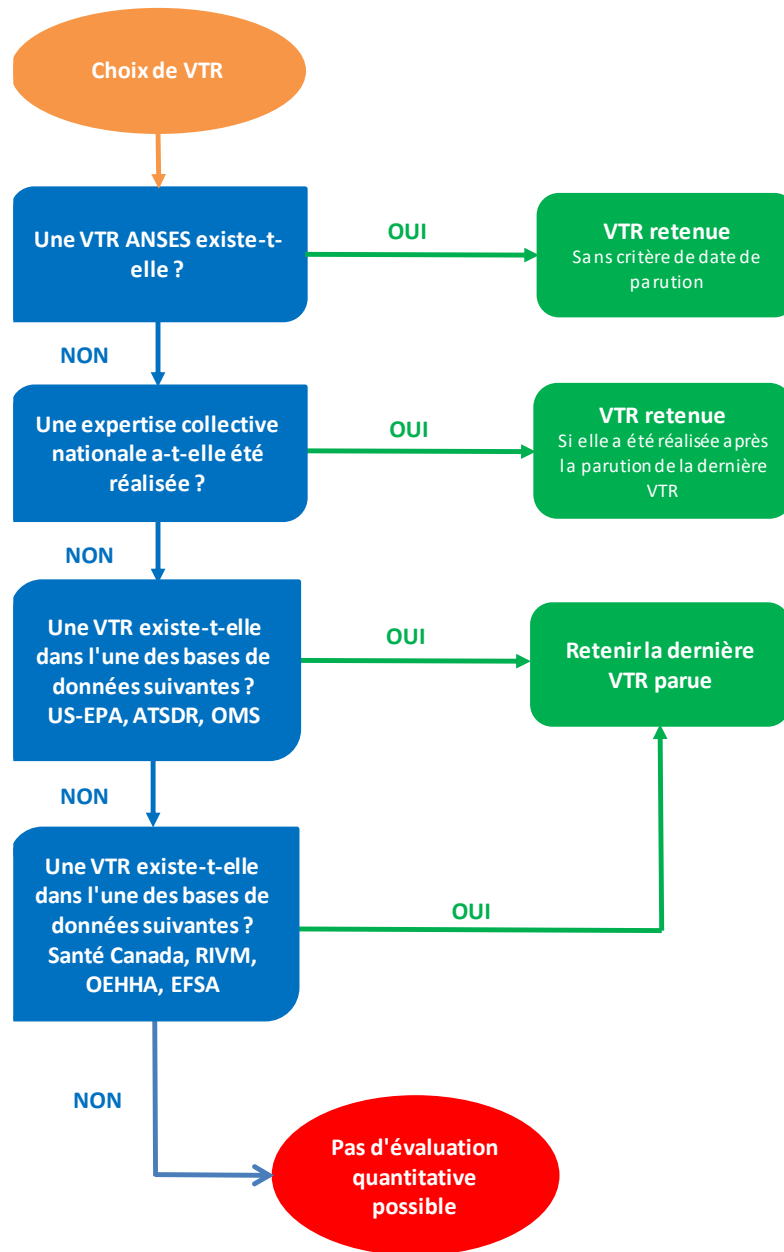 Choix de VTR
Une VTR ANSES existe-t-
elle ?
OUI
VTR retenue
Sans critère de date de
parution
NON
Une expertise collective
nationale a-t-elle été
réalisée ?
OUI
VTR retenue
Si elle a été réalisée après
la parution de la dernière
VTR
NON
Une VTR existe-t-elle
dans l'une des bases de
données suivantes ?
US-EPA, ATSDR, OMS
OUI
Retenir la dernière
VTR parue
NON
Une VTR existe-t-elle
dans l'une des bases de
données suivantes ?
Santé Canada, RIVM,
OEHHA, EFSA
OUI
NON
Pas d'évaluation
quantitative
possible